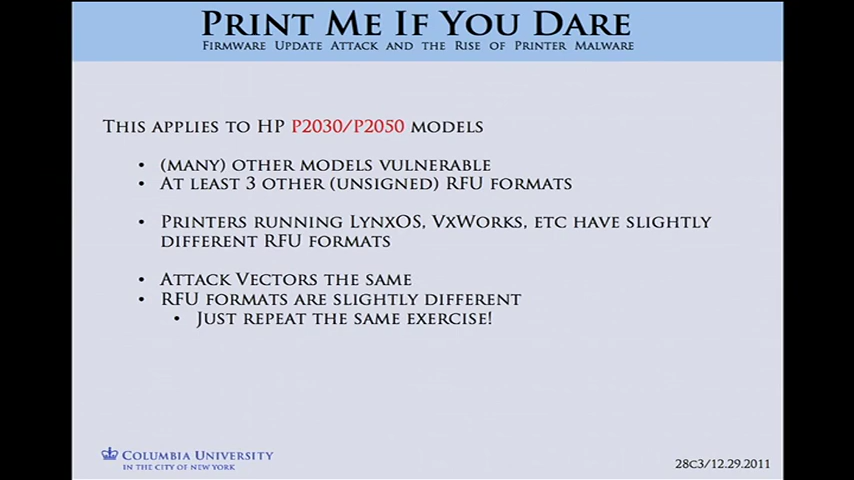 Print Me If You Dare
Firmware Update Attack and the Rise of Printer Malware
This applies to HP P2030/P2050 models
• (many) other models vulnerable
• At least 3 other (unsigned) RFU formats
• Printers running LynxOS, VxWorks, etc have slightly
different RFU formats
• Attack Vectors the same
• RFU formats are slightly different
• Just repeat the same exercise!
Columbia University
in the city of New York
28c3/12.29.2011